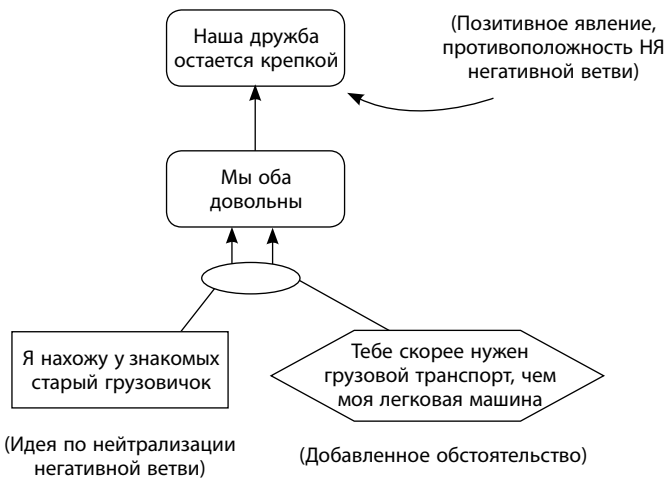 Наша дружба
остается крепкой
(Позитивное явление,
противоположность НЯ
негативной ветви)
Мы оба
довольны
Я нахожу у знакомых
старый грузовичок
Тебе скорее нужен
грузовой транспорт, чем
моя легковая машина
(Идея по нейтрализации
негативной ветви)
(Добавленное обстоятельство)